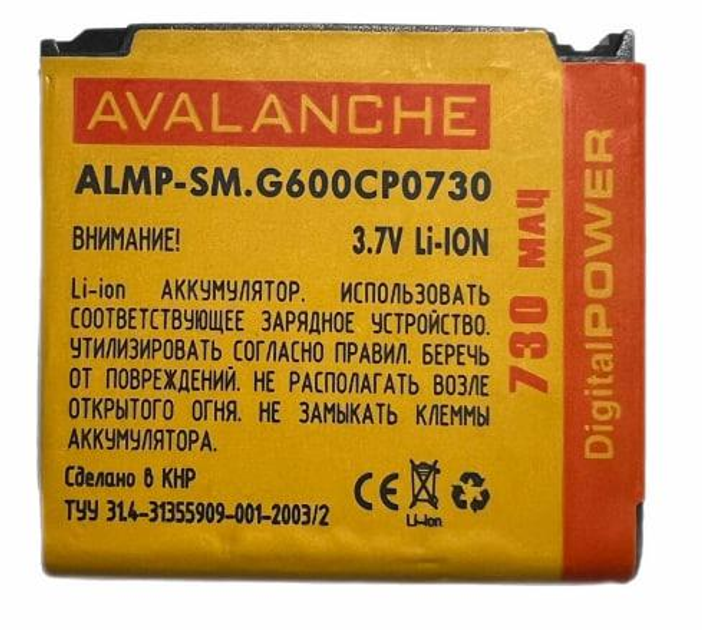 AVALANCHE
ALMP-SM.G600CP0730
ВНИМАНИЕ! 3.7V Li-ION
Li-ion АККУМУЛЯТОР. ИСПОЛЬЗОВАТЬ
СООТВЕТСТВУЮЩЕЕ ЗАРЯДНОЕ УСТРОЙСТВО.
УТИЛИЗИРОВАТЬ СОГЛАСНО ПРАВИЛ. БЕРЕЧЬ
ОТ ПОВРЕЖДЕНИЙ. НЕ РАСПОЛАГАТЬ ВОЗЛЕ
ОТКРЫТОГО ОГНЯ. НЕ ЗАМЫКАТЬ КЛЕММЫ
АККУМУЛЯТОРА.
Сделано в КНР
ТУУ 31.4-31355909-001-2003/2
CE
Li-Ion
730 МАЧ
DigitalPOWER